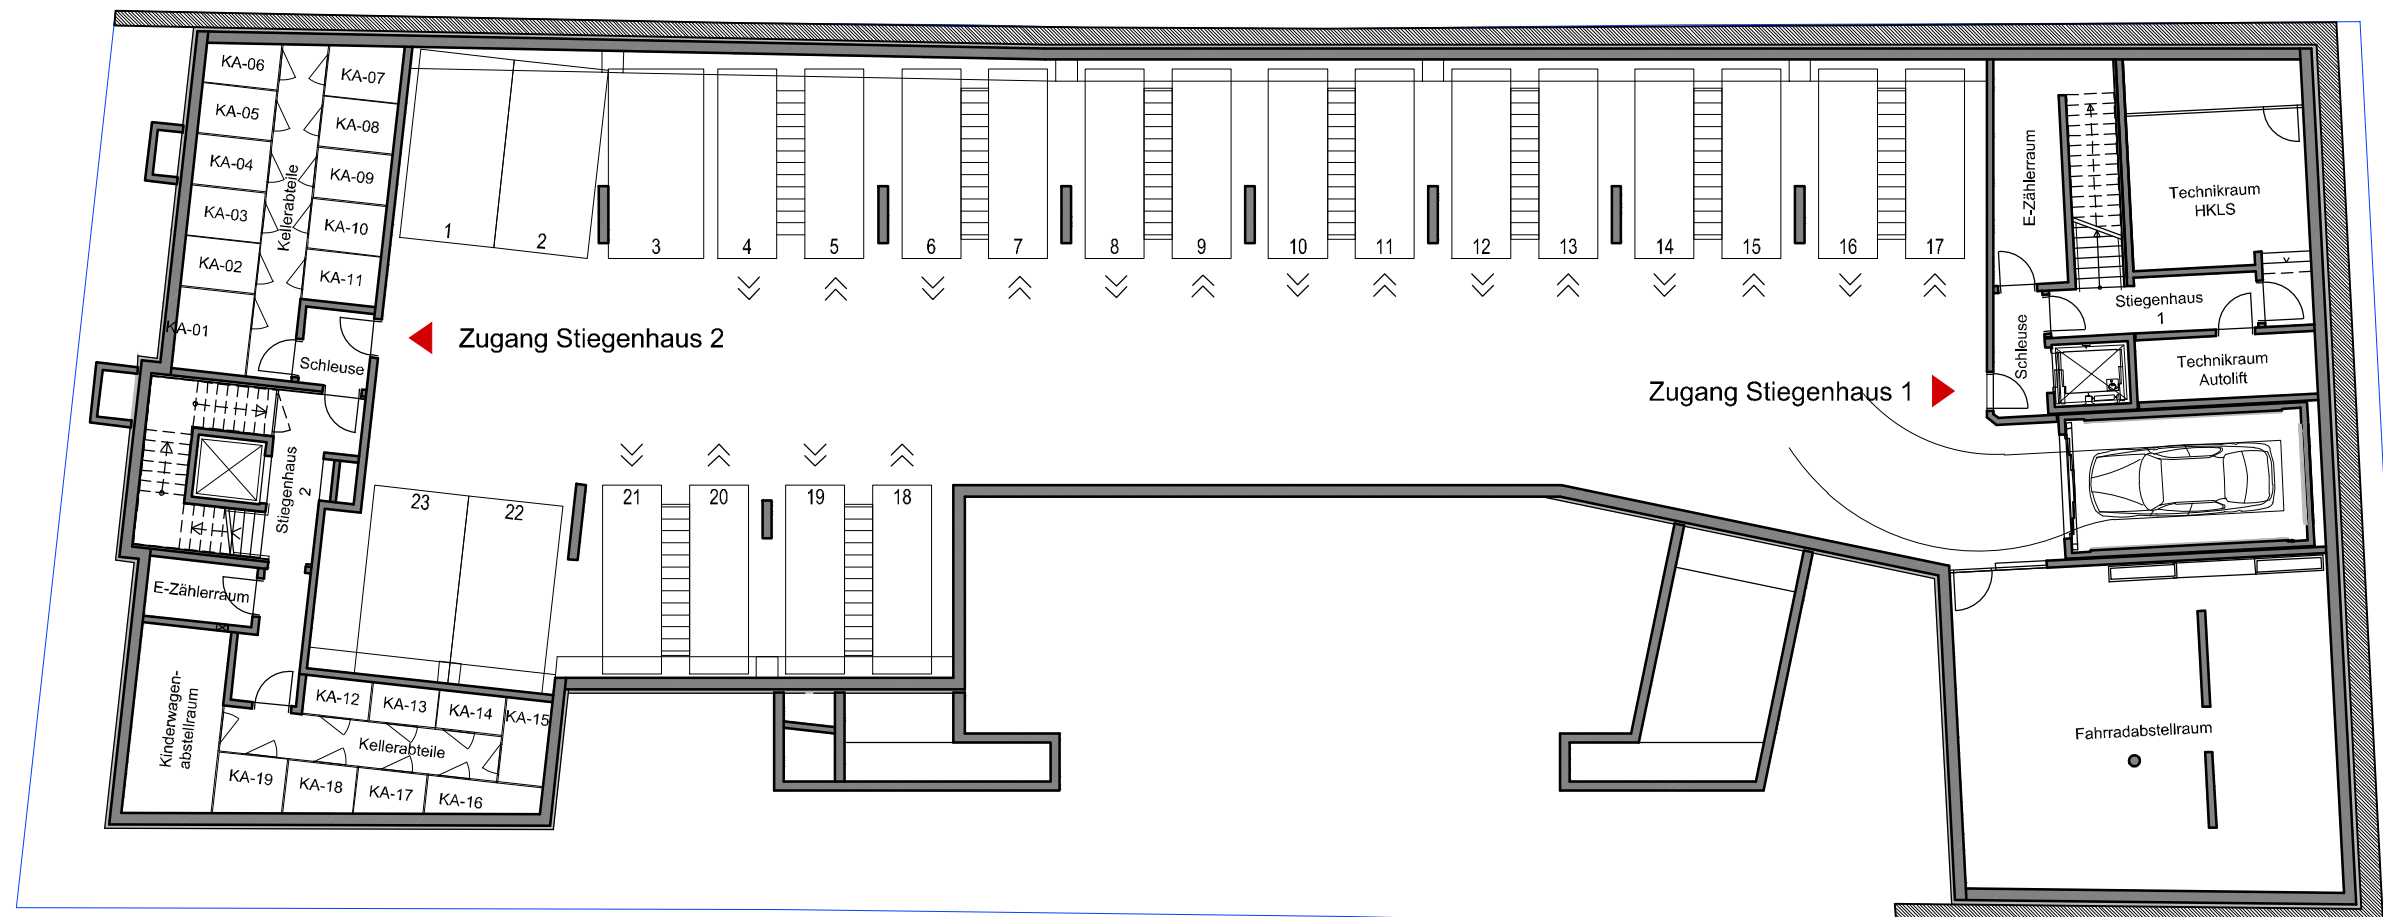 KA-06
KA-07
KA-05
KA-08
KA-04
KA-09
KA-03
KA-10
KA-02
KA-11
KA-01
Kellerabteile
Schleuse
1
2
3
4
5
6
7
8
9
10
11
12
13
14
15
16
17
Zugang Stiegenhaus 2
Zugang Stiegenhaus 1
E-Zählerraum
Technikraum
HKLS
Stiegenhaus
1
Schleuse
Technikraum
Autolift
23
22
21
20
19
18
Stiegenhaus
2
E-Zählerraum
Kinderwagen-
abstellraum
KA-12
KA-13
KA-14
KA-15
Kellerabteile
KA-19
KA-18
KA-17
KA-16
Fahrradabstellraum